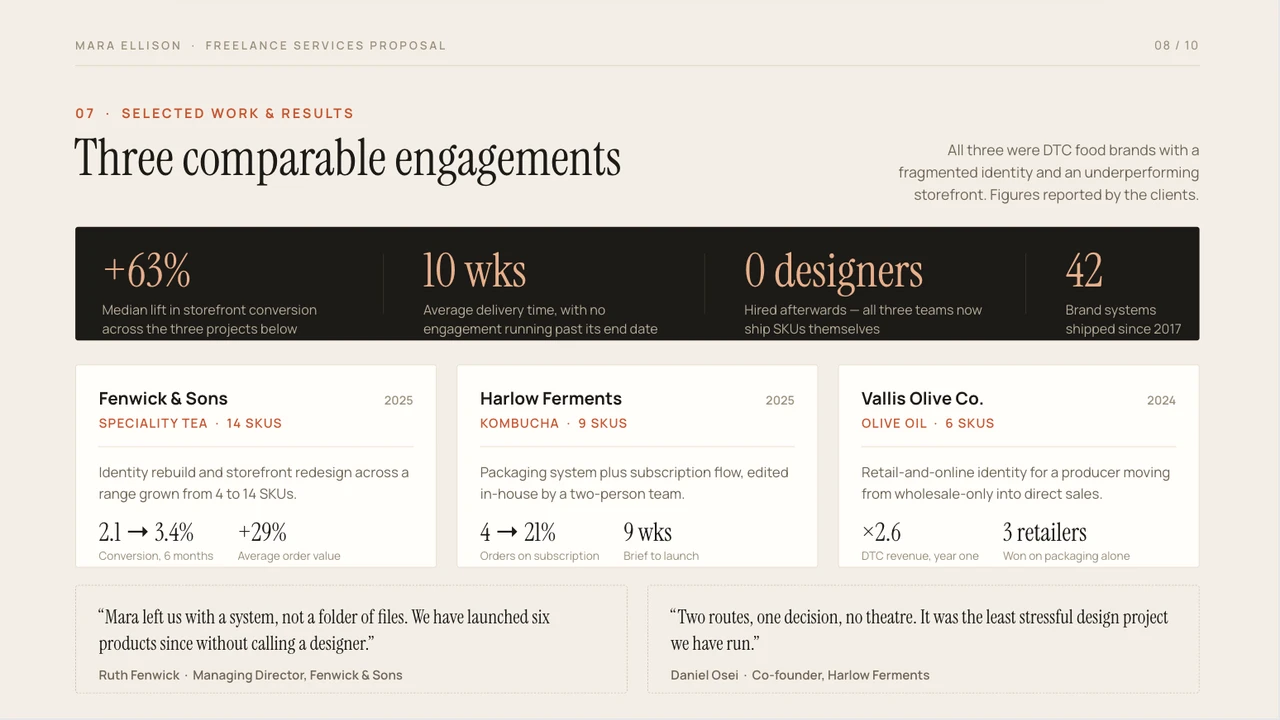 MARA ELLISON · FREELANCE SERVICES PROPOSAL
08 / 10
07 · SELECTED WORK & RESULTS
Three comparable engagements
All three were DTC food brands with a
fragmented identity and an underperforming
storefront. Figures reported by the clients.
+63%
Median lift in storefront conversion
across the three projects below
10 wks
Average delivery time, with no
engagement running past its end date
0 designers
Hired afterwards — all three teams now
ship SKUs themselves
42
Brand systems
shipped since 2017
Fenwick & Sons
2025
SPECIALITY TEA · 14 SKUS
Identity rebuild and storefront redesign across a
range grown from 4 to 14 SKUs.
2.1 → 3.4%
Conversion, 6 months
+29%
Average order value
Harlow Ferments
2025
KOMBUCHA · 9 SKUS
Packaging system plus subscription flow, edited
in-house by a two-person team.
4 → 21%
Orders on subscription
9 wks
Brief to launch
Vallis Olive Co.
2024
OLIVE OIL · 6 SKUS
Retail-and-online identity for a producer moving
from wholesale-only into direct sales.
×2.6
DTC revenue, year one
3 retailers
Won on packaging alone
“Mara left us with a system, not a folder of files. We have launched six
products since without calling a designer.”
Ruth Fenwick · Managing Director, Fenwick & Sons
“Two routes, one decision, no theatre. It was the least stressful design project
we have run.”
Daniel Osei · Co-founder, Harlow Ferments